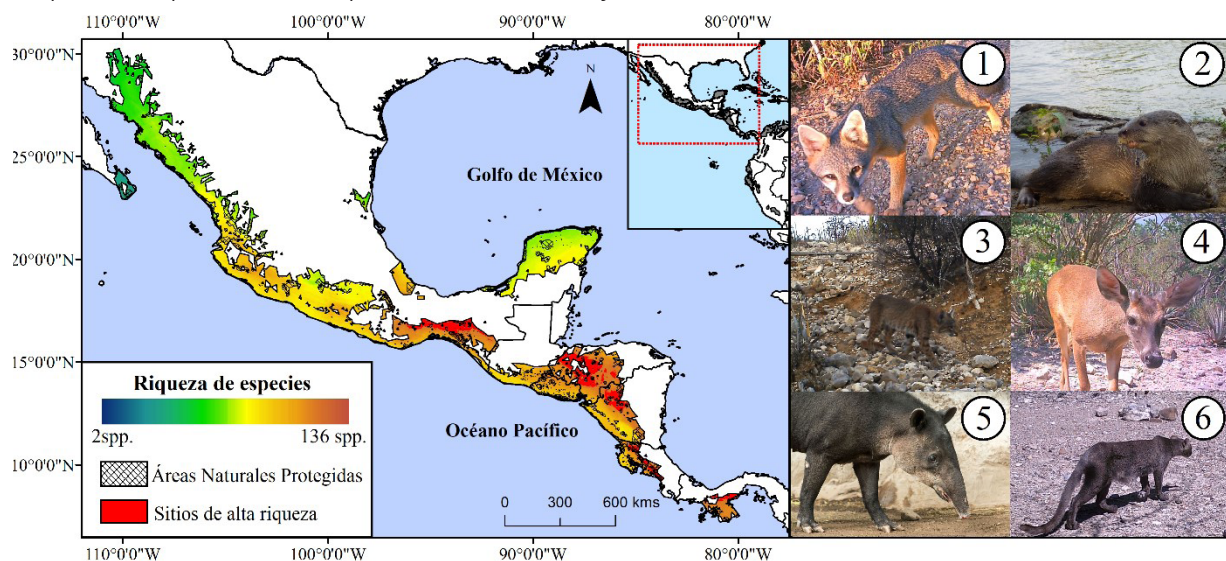 110°0'0"W 100°0'0"W 90°0'0"W 80°0'0"W
30°0'0"N
25°0'0"N
20°0'0"N
15°0'0"N
10°0'0"N
N
Golfo de México
Océano Pacífico
Riqueza de especies
2spp. 136 spp.
Áreas Naturales Protegidas
Sitios de alta riqueza
0 300 600 kms
110°0'0"W 100°0'0"W 90°0'0"W 80°0'0"W
1
2
3
4
5
6